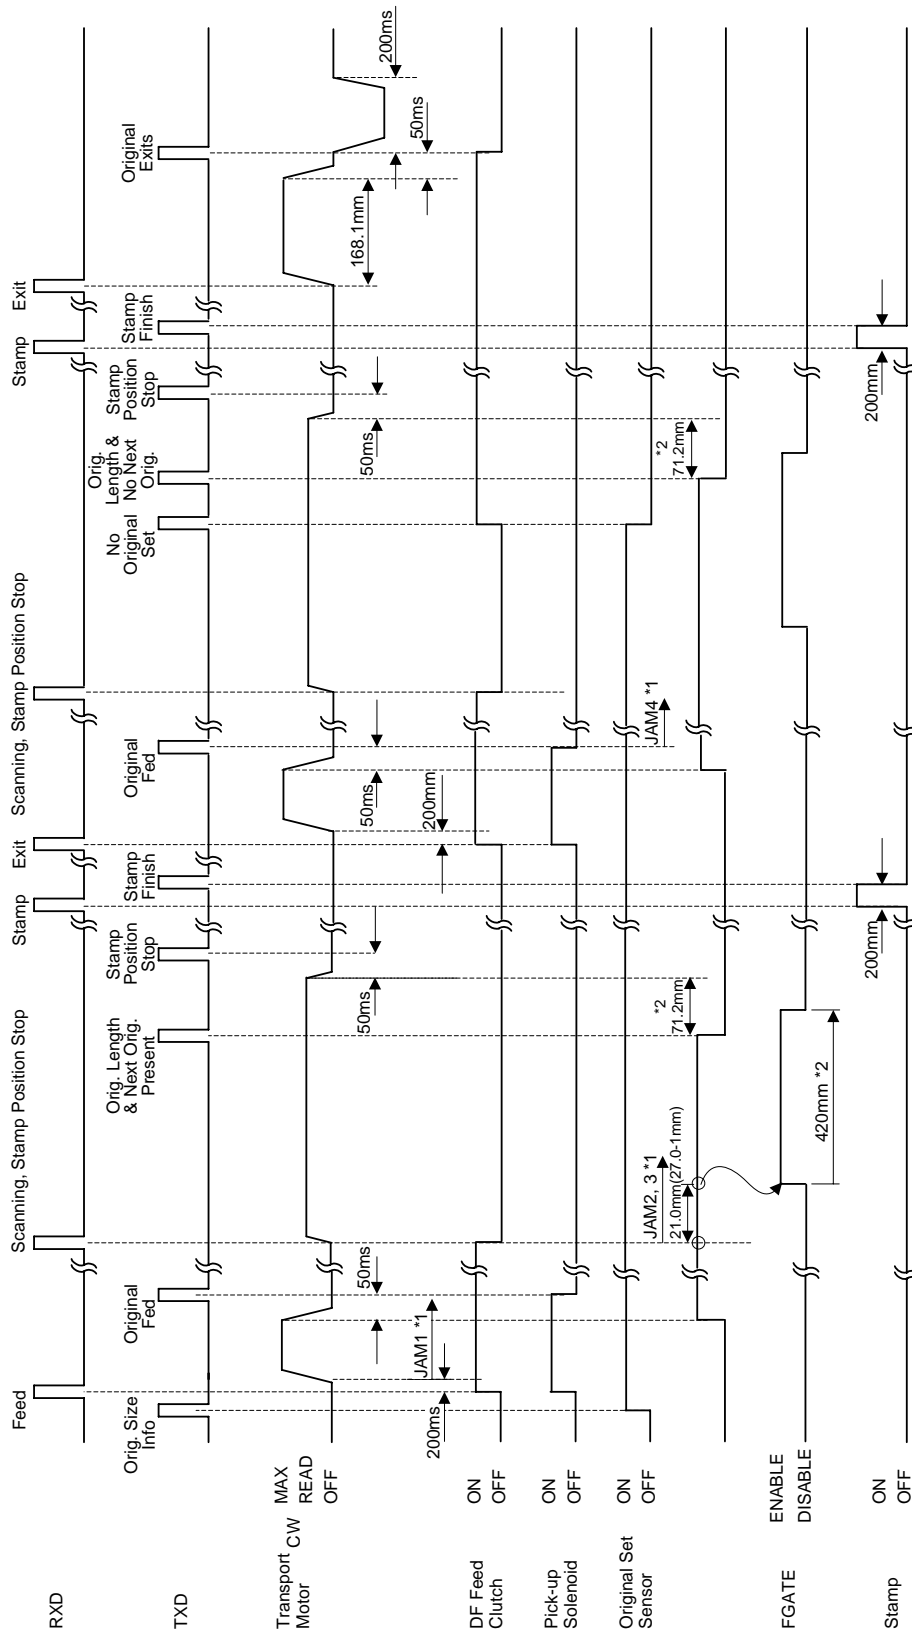 RXD
Feed
Scanning, Stamp Position Stop
Stamp
Exit
Scanning, Stamp Position Stop
Stamp
Exit
TXD
Orig. Size
Info
Original
Fed
Orig. Length
& Next Orig.
Present
Stamp
Position
Stop
Stamp
Finish
Original
Fed
No
Original
Set
Orig.
Length &
No Next
Orig.
Stamp
Position
Stop
Stamp
Finish
Original
Exits
Transport
Motor
CW
MAX
READ
OFF
200ms
JAM1 *1
50ms
50ms
200mm
50ms
50ms
168.1mm
50ms
200ms
DF Feed
Clutch
ON
OFF
Pick-up
Solenoid
ON
OFF
Original Set
Sensor
ON
OFF
JAM2, 3 *1
21.0mm(27.0-1mm)
*2
71.2mm
JAM4 *1
*2
71.2mm
FGATE
ENABLE
DISABLE
420mm *2
Stamp
ON
OFF
200mm
200mm